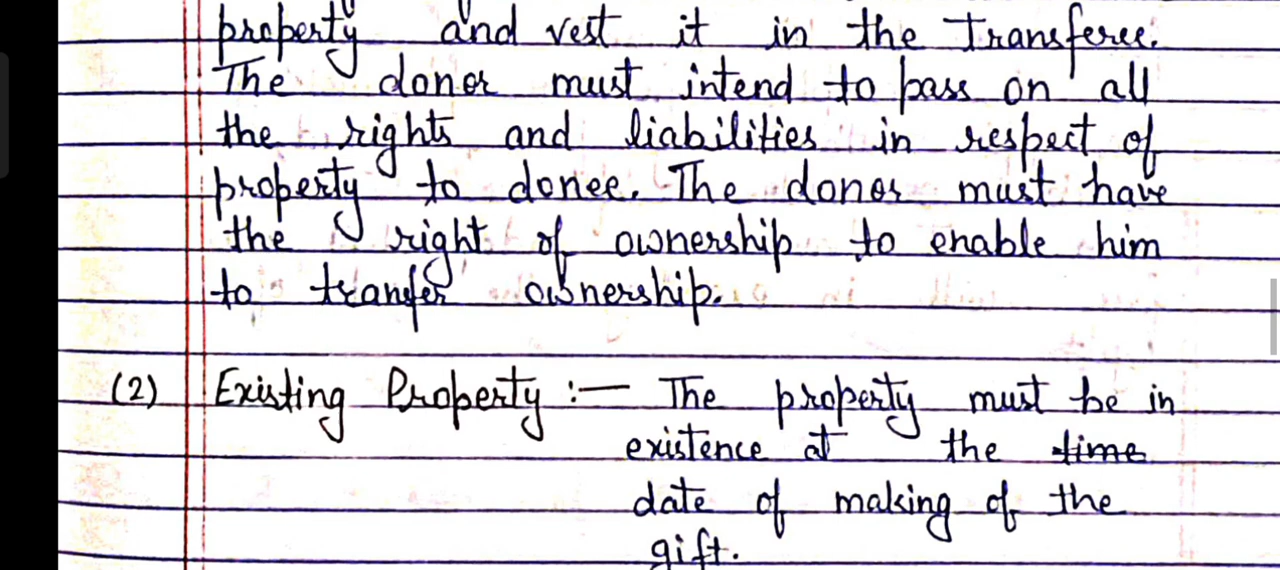 property and vest it in the Transferee.
The donor must intend to pass on all
the rights and liabilities in respect of
property to donee. The donor must have
the right of ownership to enable him
to tranfer ownership.
(2) Existing Property :— The property must be in
existence at the time
date of making of the
gift.